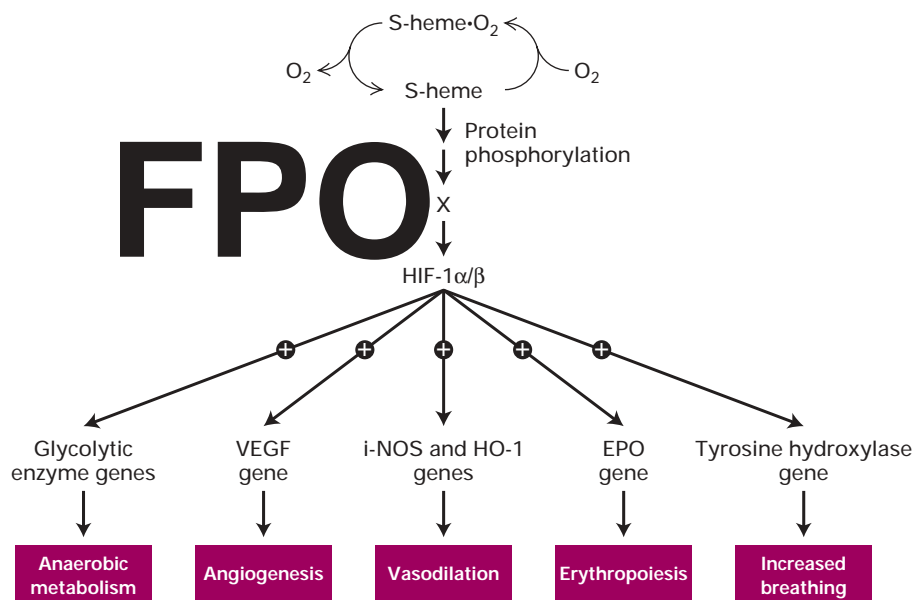 S-heme•O₂
O₂
O₂
S-heme
Protein
phosphorylation
FPO
X
HIF-1α/β
+ + + + +
Glycolytic
enzyme genes
VEGF
gene
i-NOS and HO-1
genes
EPO
gene
Tyrosine hydroxylase
gene
Anaerobic
metabolism
Angiogenesis
Vasodilation
Erythropoiesis
Increased
breathing